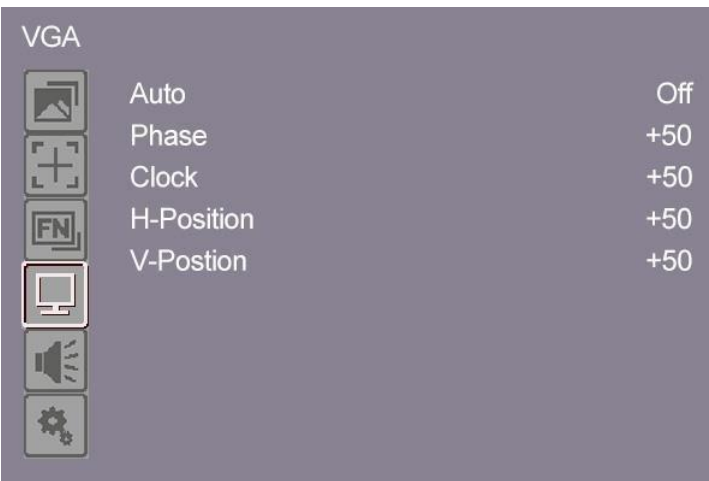 VGA
Auto Off
Phase +50
Clock +50
H-Position +50
FN
V-Postion +50